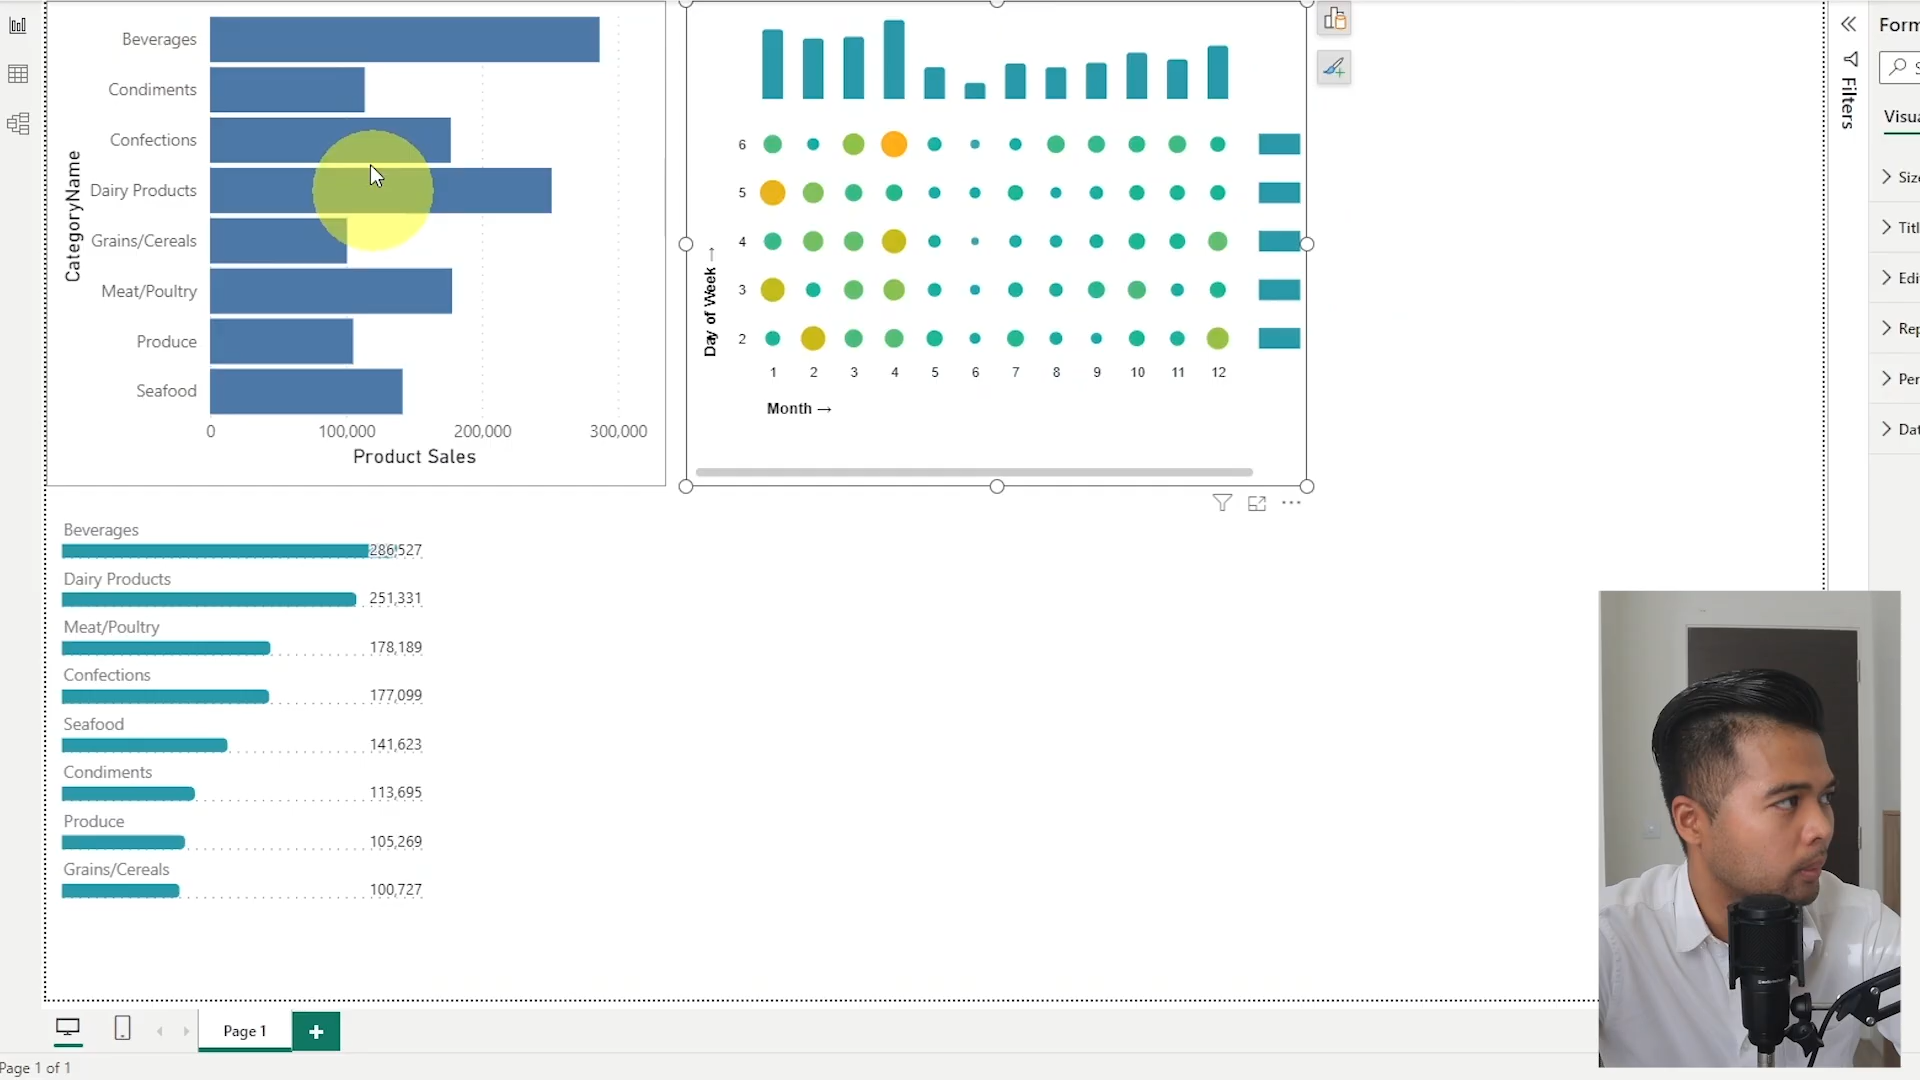 Beverages
Condiments
Confections
Dairy Products
Grains/Cereals
Meat/Poultry
Produce
Seafood
CategoryName
0 100,000 200,000 300,000
Product Sales
6
5
4
3
2
Day of Week →
1 2 3 4 5 6 7 8 9 10 11 12
Month →
Filters
Form
S
Visua
Size
Titl
Edi
Rep
Per
Dat
Beverages
286,527
Dairy Products
251,331
Meat/Poultry
178,189
Confections
177,099
Seafood
141,623
Condiments
113,695
Produce
105,269
Grains/Cereals
100,727
Page 1
Page 1 of 1